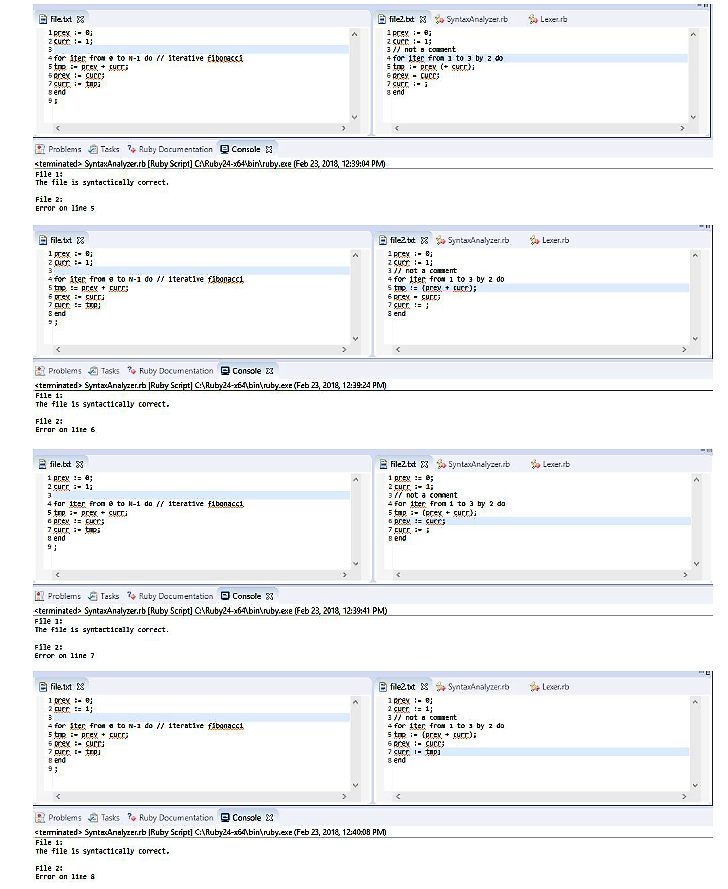 file.txt
1 prev := 0;
2 curr := 1;
3
4 for iter from 0 to N-1 do // iterative fibonacci
5 tmp := prev + curr;
6 prev := curr;
7 curr := tmp;
8 end
9 ;
file2.txt SyntaxAnalyzer.rb Lexer.rb
1 prev := 0;
2 curr := 1;
3 // not a comment
4 for iter from 1 to 3 by 2 do
5 tmp := prev (+ curr);
6 prev = curr;
7 curr := ;
8 end
Problems Tasks Ruby Documentation Console
<terminated> SyntaxAnalyzer.rb [Ruby Script] C:\Ruby24-x64\bin\ruby.exe (Feb 23, 2018, 12:39:04 PM)
File 1:
The file is syntactically correct.
File 2:
Error on line 5
file.txt
1 prev := 0;
2 curr := 1;
3
4 for iter from 0 to N-1 do // iterative fibonacci
5 tmp := prev + curr;
6 prev := curr;
7 curr := tmp;
8 end
9 ;
file2.txt SyntaxAnalyzer.rb Lexer.rb
1 prev := 0;
2 curr := 1;
3 // not a comment
4 for iter from 1 to 3 by 2 do
5 tmp := (prev + curr);
6 prev = curr;
7 curr := ;
8 end
Problems Tasks Ruby Documentation Console
<terminated> SyntaxAnalyzer.rb [Ruby Script] C:\Ruby24-x64\bin\ruby.exe (Feb 23, 2018, 12:39:24 PM)
File 1:
The file is syntactically correct.
File 2:
Error on line 6
file.txt
1 prev := 0;
2 curr := 1;
3
4 for iter from 0 to N-1 do // iterative fibonacci
5 tmp := prev + curr;
6 prev := curr;
7 curr := tmp;
8 end
9 ;
file2.txt SyntaxAnalyzer.rb Lexer.rb
1 prev := 0;
2 curr := 1;
3 // not a comment
4 for iter from 1 to 3 by 2 do
5 tmp := (prev + curr);
6 prev := curr;
7 curr := ;
8 end
Problems Tasks Ruby Documentation Console
<terminated> SyntaxAnalyzer.rb [Ruby Script] C:\Ruby24-x64\bin\ruby.exe (Feb 23, 2018, 12:39:41 PM)
File 1:
The file is syntactically correct.
File 2:
Error on line 7
file.txt
1 prev := 0;
2 curr := 1;
3
4 for iter from 0 to N-1 do // iterative fibonacci
5 tmp := prev + curr;
6 prev := curr;
7 curr := tmp;
8 end
9 ;
file2.txt SyntaxAnalyzer.rb Lexer.rb
1 prev := 0;
2 curr := 1;
3 // not a comment
4 for iter from 1 to 3 by 2 do
5 tmp := (prev + curr);
6 prev := curr;
7 curr := tmp;
8 end
Problems Tasks Ruby Documentation Console
<terminated> SyntaxAnalyzer.rb [Ruby Script] C:\Ruby24-x64\bin\ruby.exe (Feb 23, 2018, 12:40:08 PM)
File 1:
The file is syntactically correct.
File 2:
Error on line 8